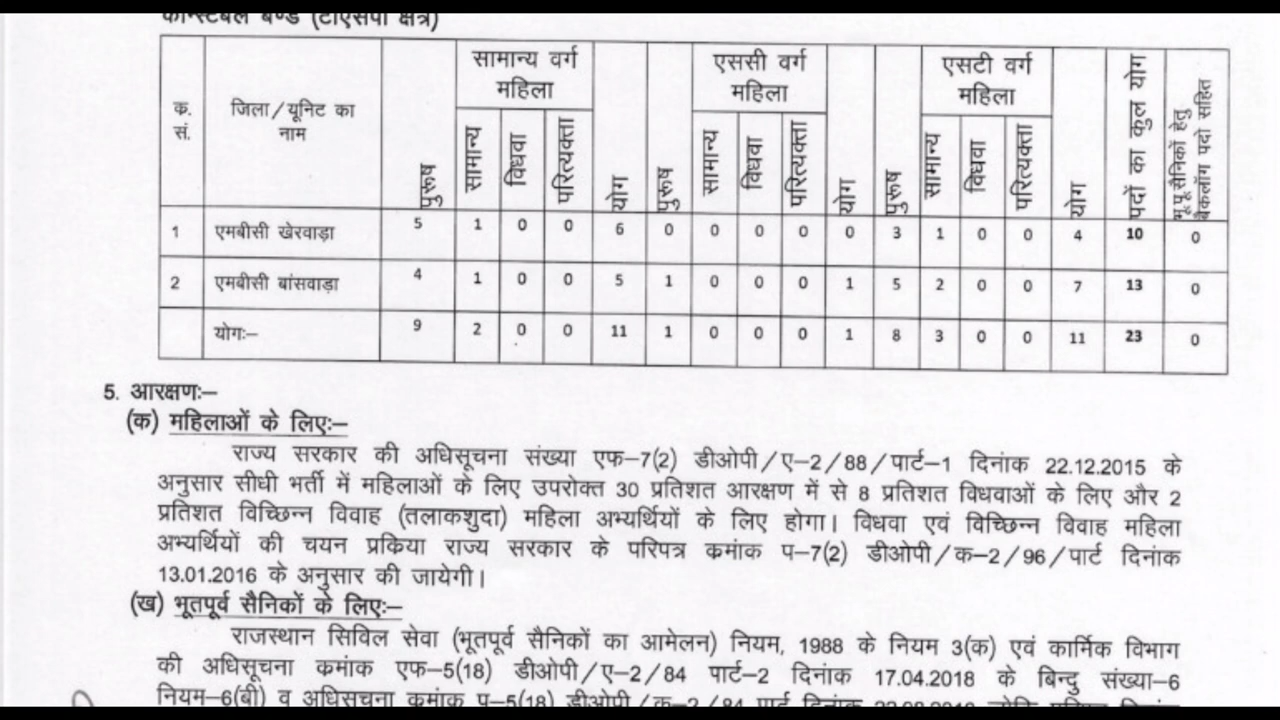 कॉन्स्टेबल बैण्ड (टीएसपी क्षेत्र)
क. सं. जिला/यूनिट का नाम पुरूष सामान्य वर्ग महिला सामान्य विधवा परित्यक्ता योग पुरूष एससी वर्ग महिला सामान्य विधवा परित्यक्ता योग पुरूष एसटी वर्ग महिला सामान्य विधवा परित्यक्ता योग पदों का कुल योग भू.पू.सैनिकों हेतु बैकलॉग पदो सहित
1 एमबीसी खेरवाड़ा 5 1 0 0 6 0 0 0 0 0 3 1 0 0 4 10 0
2 एमबीसी बांसवाड़ा 4 1 0 0 5 1 0 0 0 1 5 2 0 0 7 13 0
योगः– 9 2 0 0 11 1 0 0 0 1 8 3 0 0 11 23 0
5. आरक्षणः–
(क) महिलाओं के लिएः–
राज्य सरकार की अधिसूचना संख्या एफ–7(2) डीओपी/ए–2/88/पार्ट–1 दिनांक 22.12.2015 के
अनुसार सीधी भर्ती में महिलाओं के लिए उपरोक्त 30 प्रतिशत आरक्षण में से 8 प्रतिशत विधवाओं के लिए और 2
प्रतिशत विच्छिन्न विवाह (तलाकशुदा) महिला अभ्यर्थियों के लिए होगा। विधवा एवं विच्छिन्न विवाह महिला
अभ्यर्थियों की चयन प्रकिया राज्य सरकार के परिपत्र कमांक प–7(2) डीओपी/क–2/96/पार्ट दिनांक
13.01.2016 के अनुसार की जायेगी।
(ख) भूतपूर्व सैनिकों के लिएः–
राजस्थान सिविल सेवा (भूतपूर्व सैनिकों का आमेलन) नियम, 1988 के नियम 3(क) एवं कार्मिक विभाग
की अधिसूचना कमांक एफ–5(18) डीओपी/ए–2/84 पार्ट–2 दिनांक 17.04.2018 के बिन्दु संख्या–6
नियम–6(बी) व अधिसूचना कमांक प–5(18) डीओपी/क–2/84 पार्ट दिनांक